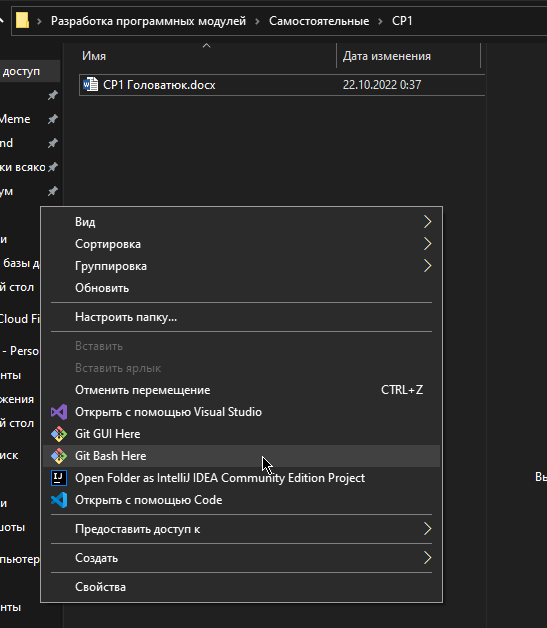 Разработка программных модулей > Самостоятельные > СР1
Имя
Дата изменения
доступ
СР1 Головатюк.docx
22.10.2022 0:37
Meme
nd
ки всяко
ум
Вид
Сортировка
и
Группировка
базы д
Обновить
й стол
Cloud Fi
Настроить папку...
Вставить
- Perso
Вставить ярлык
нты
Отменить перемещение CTRL+Z
жения
Открыть с помощью Visual Studio
й стол
Git GUI Here
Git Bash Here
иск
Open Folder as IntelliJ IDEA Community Edition Project
Вы
Открыть с помощью Code
и
шоты
Предоставить доступ к
Создать
пьютер
Свойства
нты